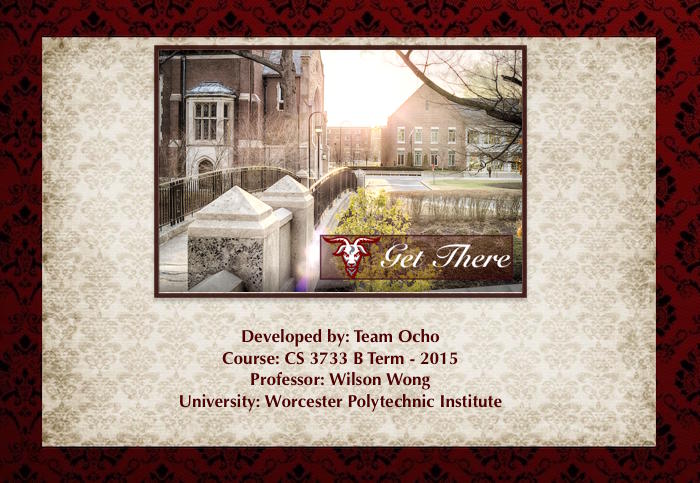 Get There
Developed by: Team Ocho
Course: CS 3733 B Term - 2015
Professor: Wilson Wong
University: Worcester Polytechnic Institute